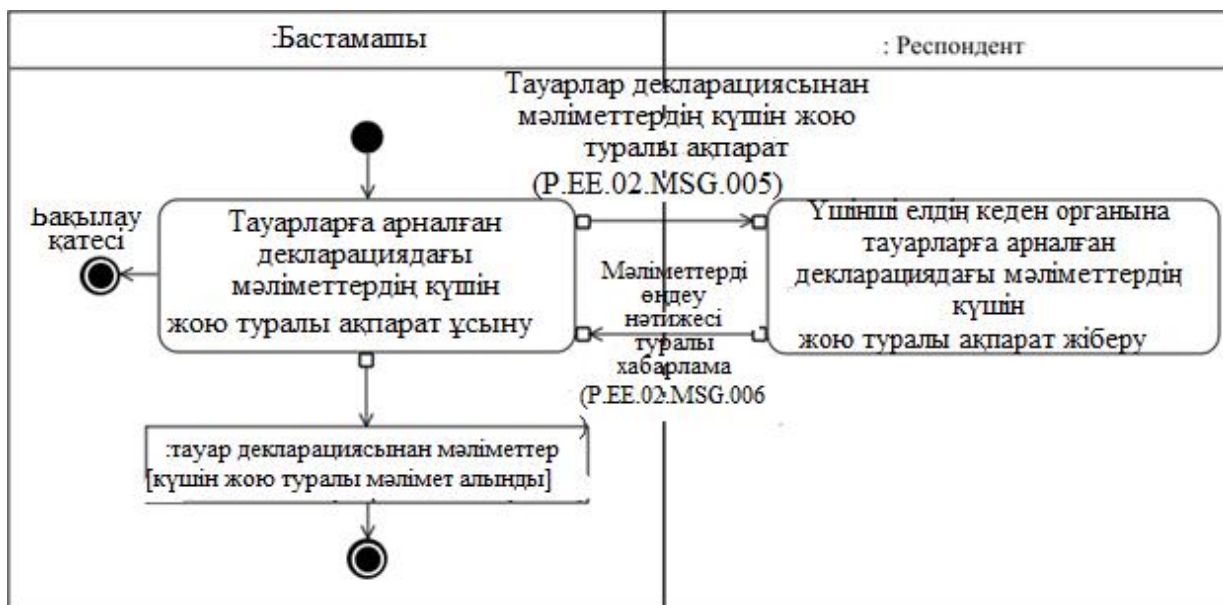 :Бастамашы
: Респондент
Тауарлар декларациясынан
мәліметтердің күшін жою
туралы ақпарат
(P.EE.02.MSG.005)
Бақылау
қатесі
Тауарларға арналған
декларациядағы
мәліметтердің күшін
жою туралы ақпарат ұсыну
Мәліметтерді
өңдеу
нәтижесі
туралы
хабарлама
(P.EE.02.MSG.006
)
Үшінші елдің кеден органына
тауарларға арналған
декларациядағы мәліметтердің
күшін
жою туралы ақпарат жіберу
:тауар декларациясынан мәліметтер
[күшін жою туралы мәлімет алынды]